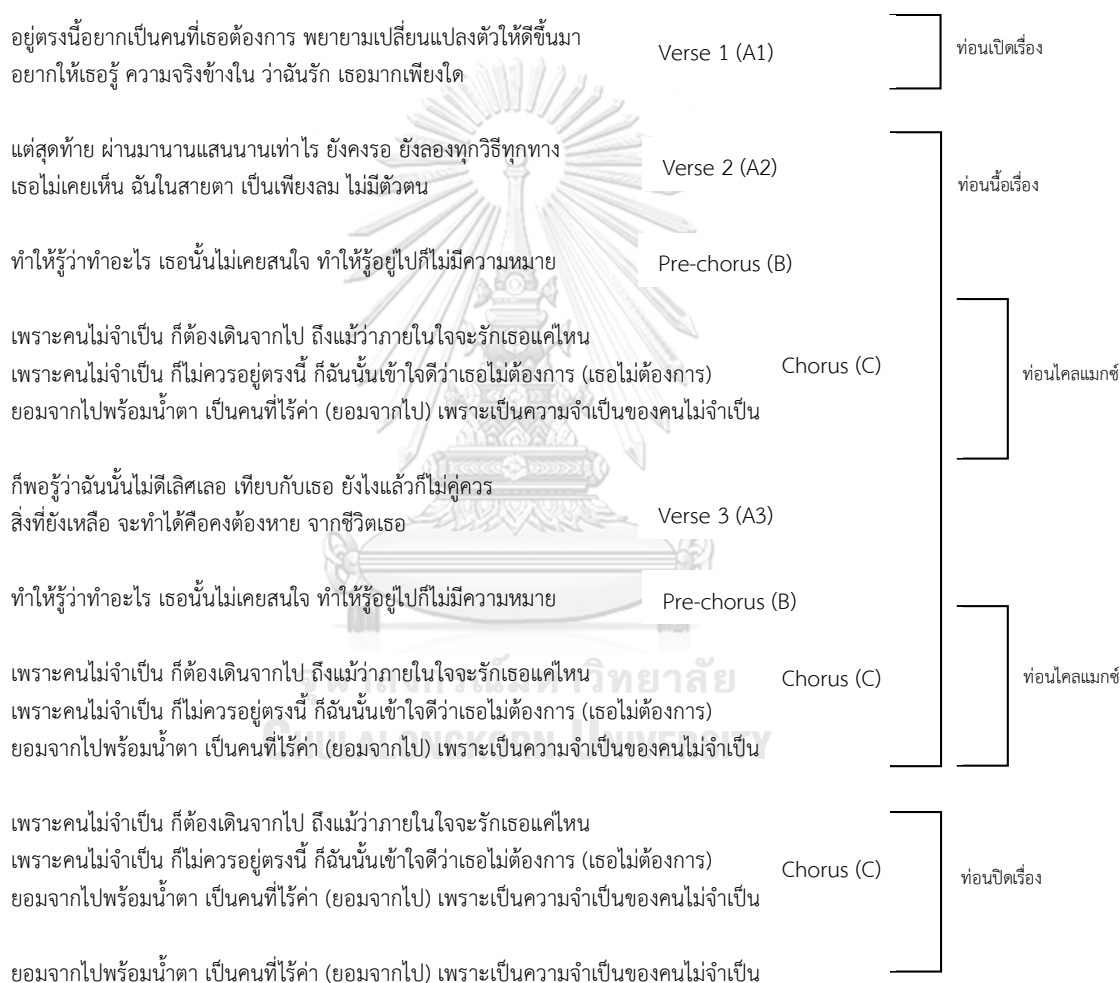 อยู่ตรงนี้อยากเป็นคนที่เธอต้องการ พยายามเปลี่ยนแปลงตัวให้ดีขึ้นมา
อยากให้เธอรู้ ความจริงข้างใน ว่าฉันรัก เธอมากเพียงใด
Verse 1 (A1)
ท่อนเปิดเรื่อง
แต่สุดท้าย ผ่านมานานแสนนานเท่าไร ยังคงรอ ยังลองทุกวิธีทุกทาง
เธอไม่เคยเห็น ฉันในสายตา เป็นเพียงลม ไม่มีตัวตน
Verse 2 (A2)
ท่อนนื้อเรื่อง
ทำให้รู้ว่าทำอะไร เธอนั้นไม่เคยสนใจ ทำให้รู้อยู่ไปก็ไม่มีความหมาย
Pre-chorus (B)
เพราะคนไม่จำเป็น ก็ต้องเดินจากไป ถึงแม้ว่าภายในใจจะรักเธอแค่ไหน
เพราะคนไม่จำเป็น ก็ไม่ควรอยู่ตรงนี้ ก็ฉันนั้นเข้าใจดีว่าเธอไม่ต้องการ (เธอไม่ต้องการ)
ยอมจากไปพร้อมน้ำตา เป็นคนที่ไร้ค่า (ยอมจากไป) เพราะเป็นความจำเป็นของคนไม่จำเป็น
Chorus (C)
ท่อนไคลแมกซ์
ก็พอรู้ว่าฉันนั้นไม่ดีเลิศเลอ เทียบกับเธอ ยังไงแล้วก็ไม่คู่ควร
สิ่งที่ยังเหลือ จะทำได้คือคงต้องหาย จากชีวิตเธอ
Verse 3 (A3)
ทำให้รู้ว่าทำอะไร เธอนั้นไม่เคยสนใจ ทำให้รู้อยู่ไปก็ไม่มีความหมาย
Pre-chorus (B)
เพราะคนไม่จำเป็น ก็ต้องเดินจากไป ถึงแม้ว่าภายในใจจะรักเธอแค่ไหน
เพราะคนไม่จำเป็น ก็ไม่ควรอยู่ตรงนี้ ก็ฉันนั้นเข้าใจดีว่าเธอไม่ต้องการ (เธอไม่ต้องการ)
ยอมจากไปพร้อมน้ำตา เป็นคนที่ไร้ค่า (ยอมจากไป) เพราะเป็นความจำเป็นของคนไม่จำเป็น
Chorus (C)
ท่อนไคลแมกซ์
จุฬาลงกรณ์มหาวิทยาลัย
CHULALONGKORN UNIVERSITY
เพราะคนไม่จำเป็น ก็ต้องเดินจากไป ถึงแม้ว่าภายในใจจะรักเธอแค่ไหน
เพราะคนไม่จำเป็น ก็ไม่ควรอยู่ตรงนี้ ก็ฉันนั้นเข้าใจดีว่าเธอไม่ต้องการ (เธอไม่ต้องการ)
ยอมจากไปพร้อมน้ำตา เป็นคนที่ไร้ค่า (ยอมจากไป) เพราะเป็นความจำเป็นของคนไม่จำเป็น
Chorus (C)
ท่อนปิดเรื่อง
ยอมจากไปพร้อมน้ำตา เป็นคนที่ไร้ค่า (ยอมจากไป) เพราะเป็นความจำเป็นของคนไม่จำเป็น